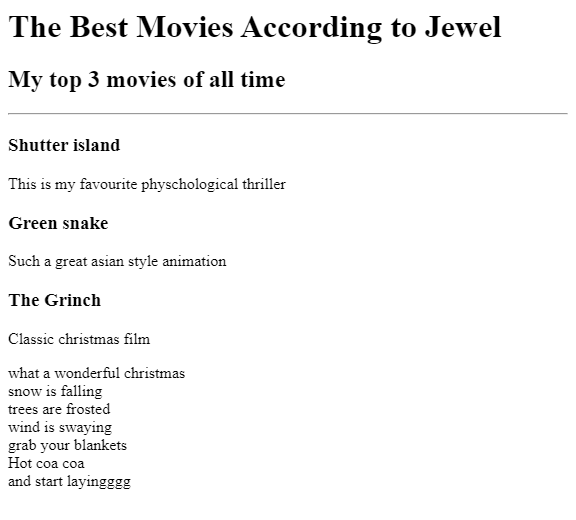 The Best Movies According to Jewel
My top 3 movies of all time
Shutter island
This is my favourite physchological thriller
Green snake
Such a great asian style animation
The Grinch
Classic christmas film
what a wonderful christmas
snow is falling
trees are frosted
wind is swaying
grab your blankets
Hot coa coa
and start layingggg